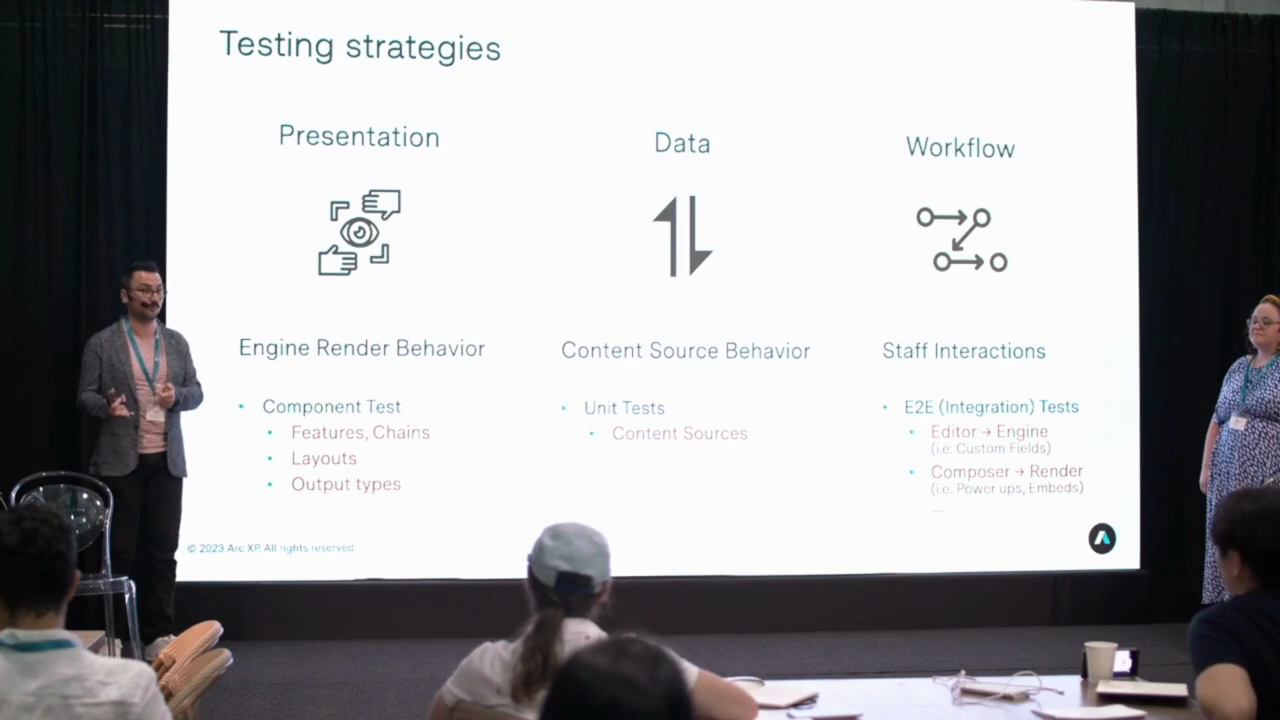 Testing strategies
Presentation
Engine Render Behavior
Component Test
Features, Chains
Layouts
Output types
Data
Content Source Behavior
Unit Tests
Content Sources
Workflow
Staff Interactions
E2E (Integration) Tests
Editor → Engine
(i.e: Custom Fields)
Composer → Render
(i.e: Power ups, Embeds)
....
© 2023 Arc XP. All rights reserved